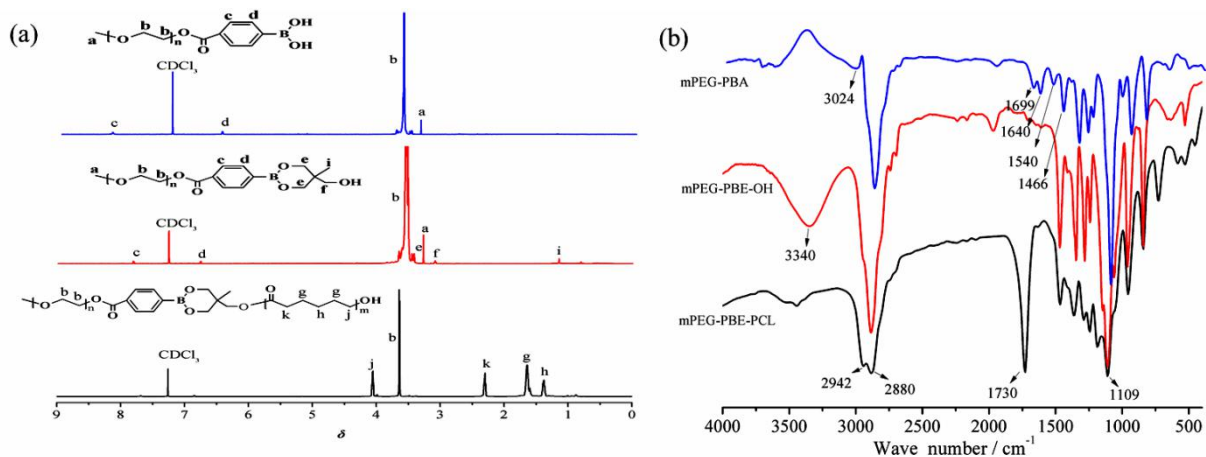 (a)
c d
b
b
O
n
O
O
B
OH
OH
a
CDCl3
b
a
c
d
c d
e
i
b
b
a
O
n
O
O
B
O
O
OH
e
f
CDCl3
b
a
c
d
e
f
i
b
b
O
n
O
O
B
O
O
O
O
g
g
OH
k
h
j
m
CDCl3
b
j
k
g
h
9 8 7 6 5 4 3 2 1 0
δ
(b)
mPEG-PBA
3024
1699
1640
1540
1466
mPEG-PBE-OH
3340
mPEG-PBE-PCL
2942
2880
1730
1109
4000 3500 3000 2500 2000 1500 1000 500
Wave number / cm-1